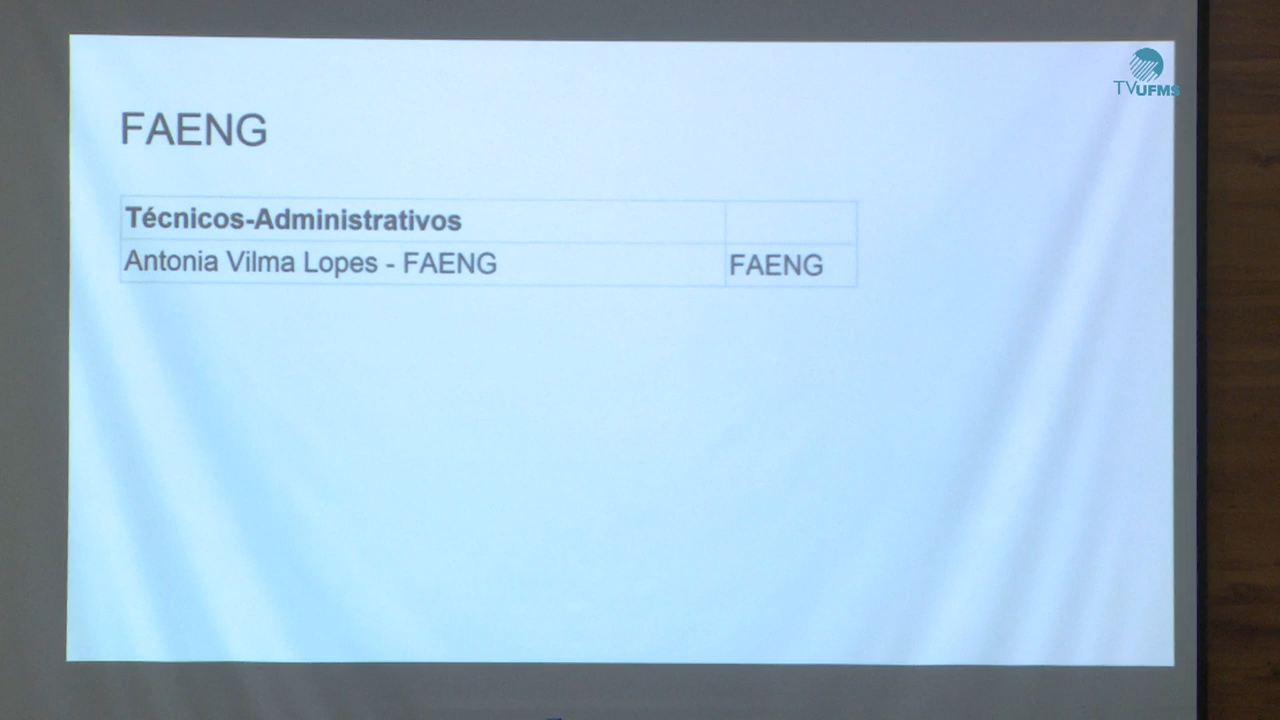 TVUFMS
FAENG
Técnicos-Administrativos
Antonia Vilma Lopes - FAENG FAENG